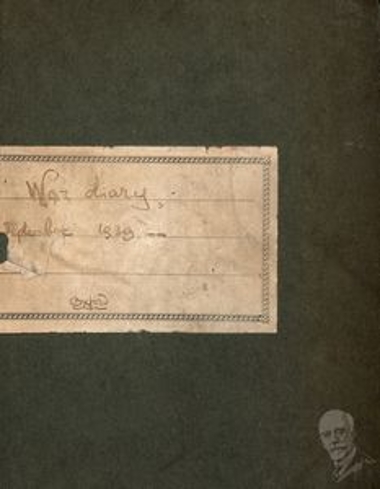 War diary.
September 1939 —